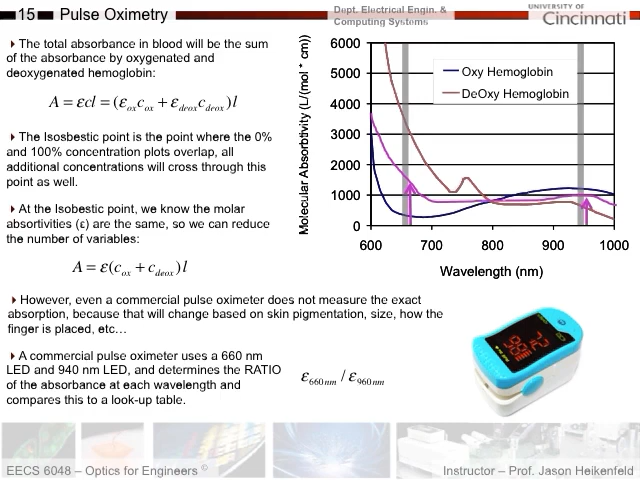 15 Pulse Oximetry
Dept. Electrical Engin. &
Computing Systems
UNIVERSITY OF
Cincinnati
The total absorbance in blood will be the sum
of the absorbance by oxygenated and
deoxygenated hemoglobin:
A = εcl = (ε_ox c_ox + ε_deox c_deox)l
The Isosbestic point is the point where the 0%
and 100% concentration plots overlap, all
additional concentrations will cross through this
point as well.
At the Isobestic point, we know the molar
absortivities (ε) are the same, so we can reduce
the number of variables:
A = ε(c_ox + c_deox)l
Molecular Absorbtivity (L/(mol * cm))
6000
5000
4000
3000
2000
1000
0
Oxy Hemoglobin
DeOxy Hemoglobin
600 700 800 900 1000
Wavelength (nm)
However, even a commercial pulse oximeter does not measure the exact
absorption, because that will change based on skin pigmentation, size, how the
finger is placed, etc…
A commercial pulse oximeter uses a 660 nm
LED and 940 nm LED, and determines the RATIO
of the absorbance at each wavelength and
compares this to a look-up table.
ε_660nm / ε_960nm
EECS 6048 – Optics for Engineers ©
Instructor – Prof. Jason Heikenfeld